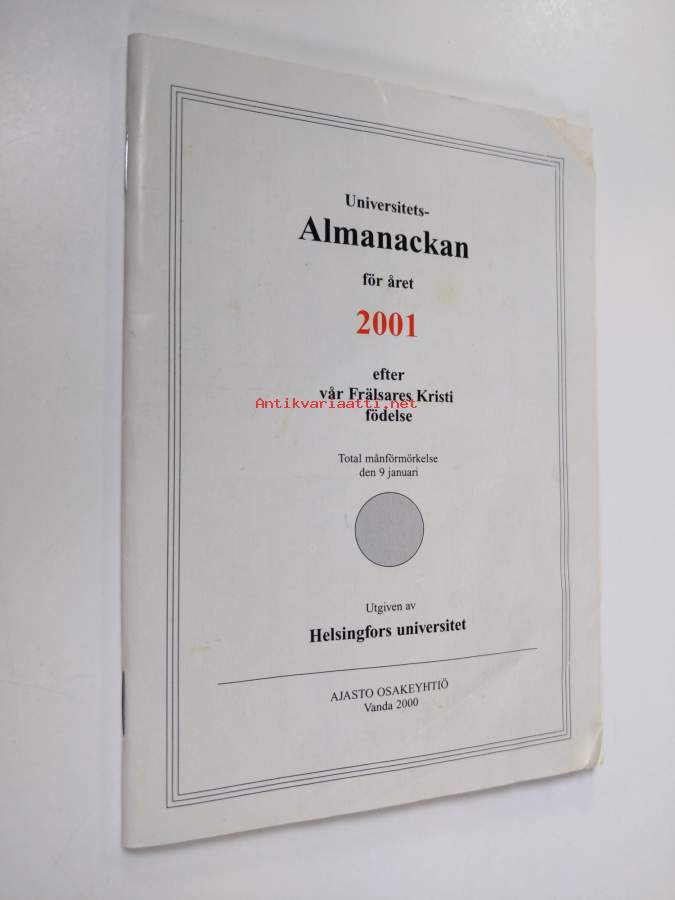 Universitets-
Almanackan
för året
2001
efter
vår Frälsares Kristi
Antikvariaatti.net
födelse
Total månförmörkelse
den 9 januari
Utgiven av
Helsingfors universitet
AJASTO OSAKEYHTIÖ
Vanda 2000